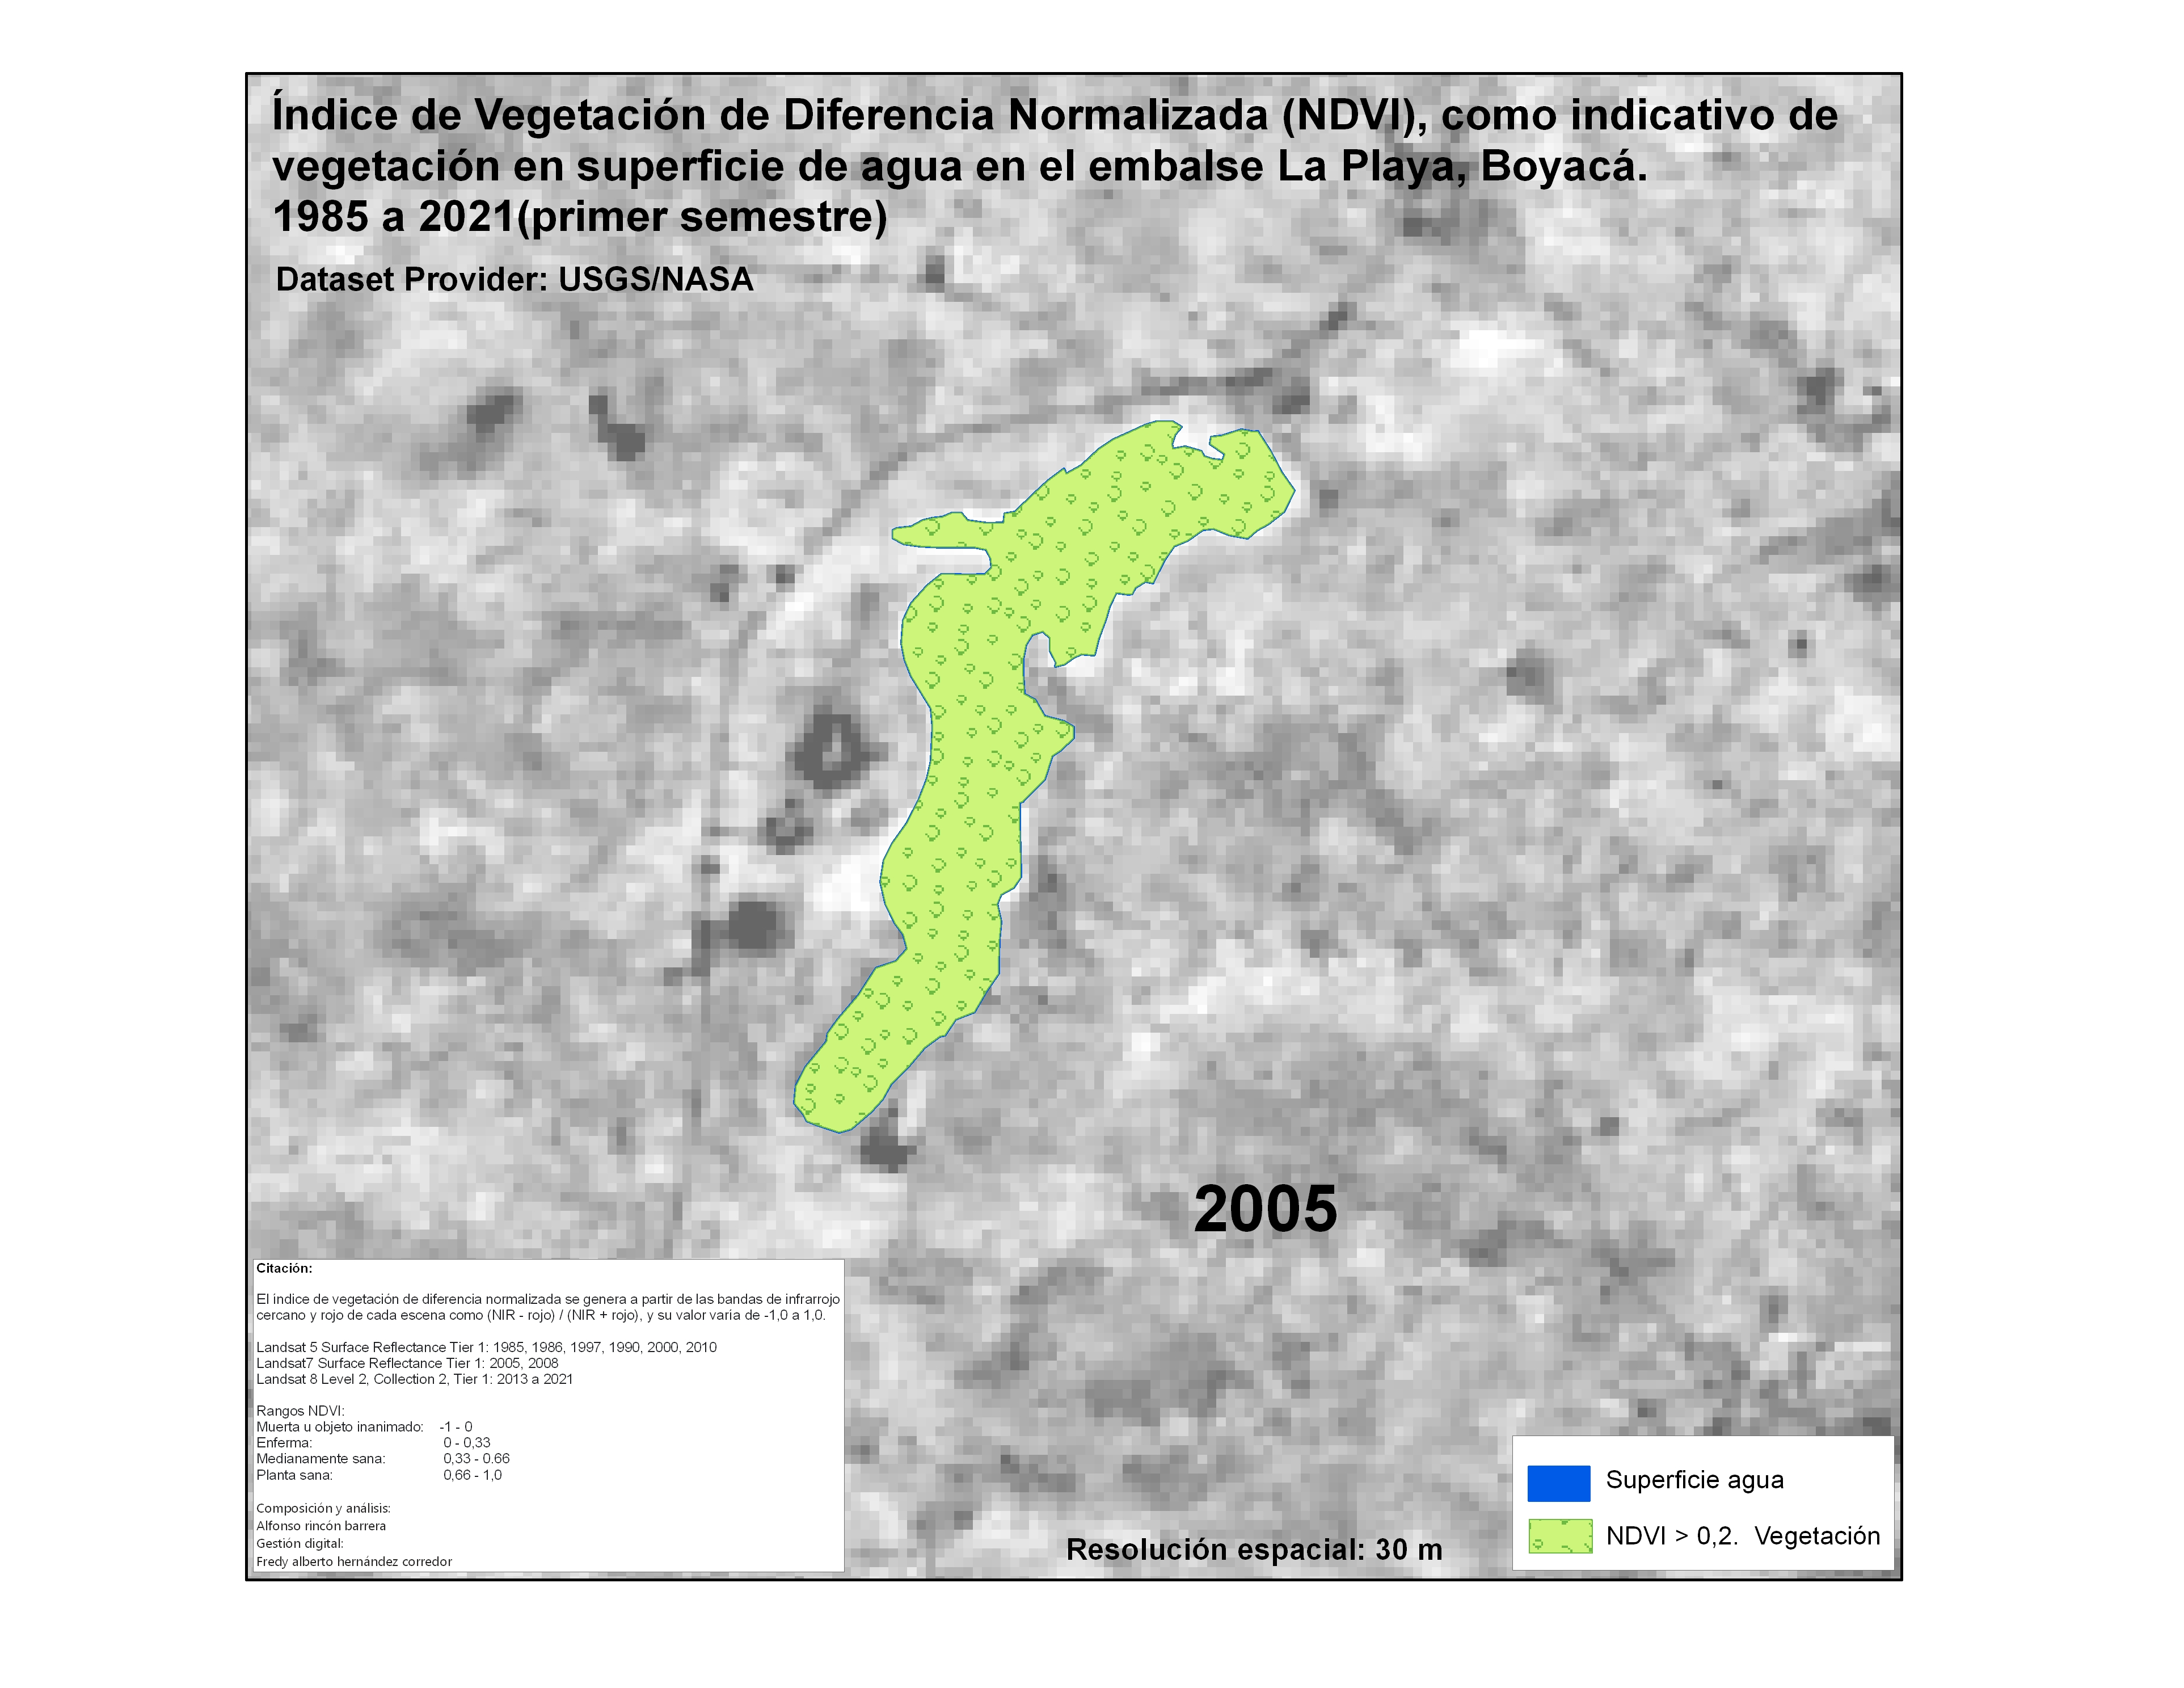 Índice de Vegetación de Diferencia Normalizada (NDVI), como indicativo de
vegetación en superficie de agua en el embalse La Playa, Boyacá.
1985 a 2021(primer semestre)
Dataset Provider: USGS/NASA
2005
Citación:
El indice de vegetación de diferencia normalizada se genera a partir de las bandas de infrarrojo
cercano y rojo de cada escena como (NIR - rojo) / (NIR + rojo), y su valor varia de -1,0 a 1,0.
Landsat 5 Surface Reflectance Tier 1: 1985, 1986, 1997, 1990, 2000, 2010
Landsat7 Surface Reflectance Tier 1: 2005, 2008
Landsat 8 Level 2, Collection 2, Tier 1: 2013 a 2021
Rangos NDVI:
Muerta u objeto inanimado: -1 - 0
Enferma: 0 - 0,33
Medianamente sana: 0,33 - 0.66
Planta sana: 0,66 - 1,0
Composición y análisis:
Alfonso rincón barrera
Gestión digital:
Fredy alberto hernández corredor
Resolución espacial: 30 m
Superficie agua
NDVI > 0,2. Vegetación